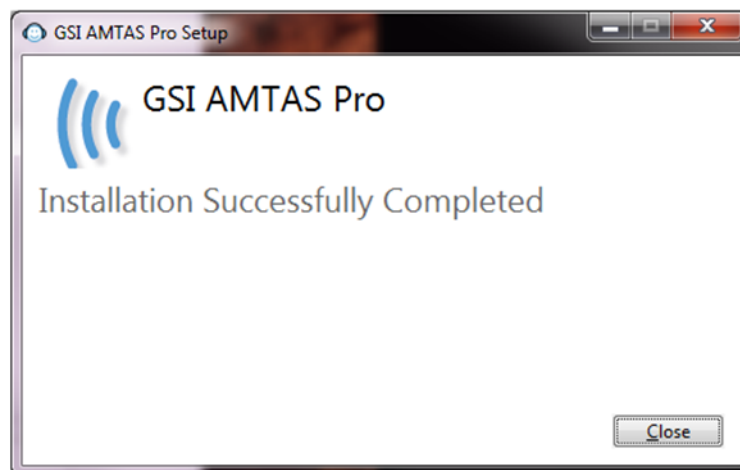 GSI AMTAS Pro Setup
GSI AMTAS Pro
Installation Successfully Completed
Close